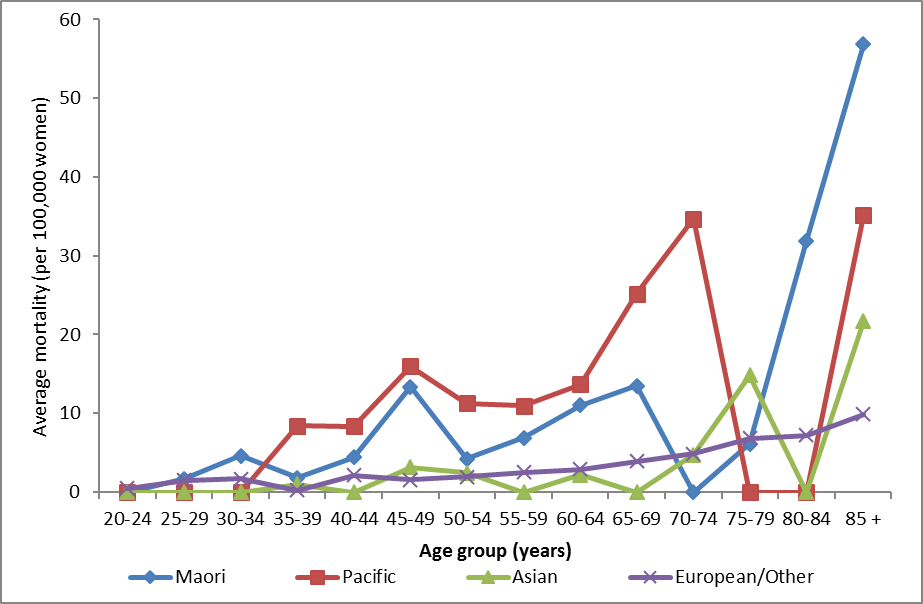 60
50
40
30
20
10
0
Average mortality (per 100,000 women)
20-24 25-29 30-34 35-39 40-44 45-49 50-54 55-59 60-64 65-69 70-74 75-79 80-84 85 +
Age group (years)
Maori Pacific Asian European/Other